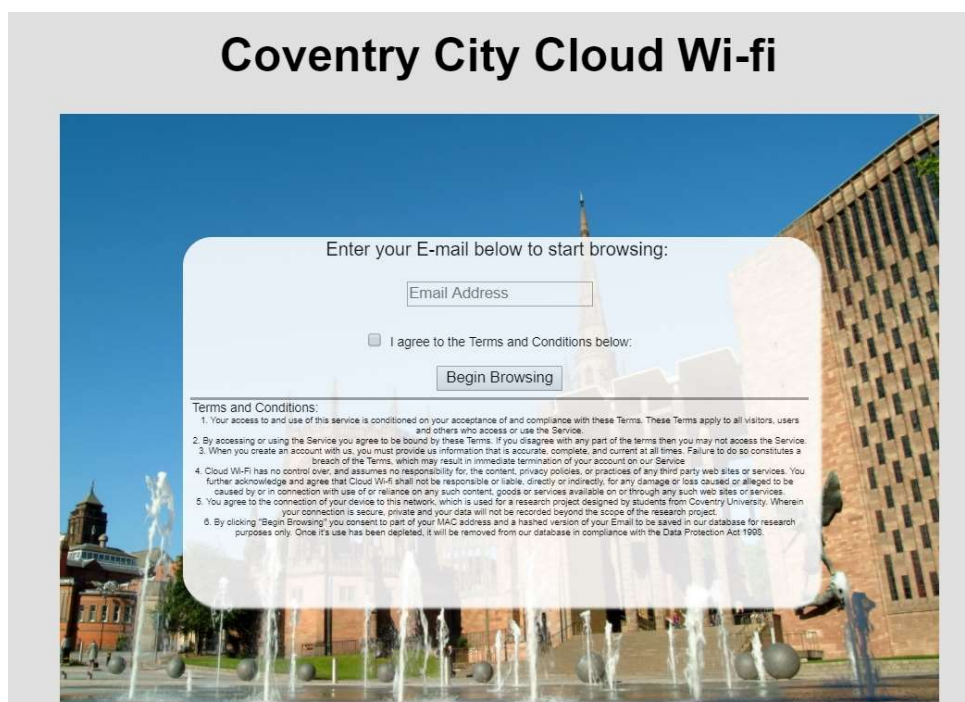 Coventry City Cloud Wi-fi
Enter your E-mail below to start browsing:
Email Address
I agree to the Terms and Conditions below:
Begin Browsing
Terms and Conditions:
1. Your access to and use of this service is conditioned on your acceptance of and compliance with these Terms. These Terms apply to all visitors, users
and others who access or use the Service.
2. By accessing or using the Service you agree to be bound by these Terms. If you disagree with any part of the terms then you may not access the Service.
3. When you create an account with us, you must provide us information that is accurate, complete, and current at all times. Failure to do so constitutes a
breach of the Terms, which may result in immediate termination of your account on our Service
4. Cloud Wi-Fi has no control over, and assumes no responsibility for, the content, privacy policies, or practices of any third party web sites or services. You
further acknowledge and agree that Cloud Wi-fi shall not be responsible or liable, directly or indirectly, for any damage or loss caused or alleged to be
caused by or in connection with use of or reliance on any such content, goods or services available on or through any such web sites or services.
5. You agree to the connection of your device to this network, which is used for a research project designed by students from Coventry University. Wherein
your connection is secure, private and your data will not be recorded beyond the scope of the research project.
6. By clicking "Begin Browsing" you consent to part of your MAC address and a hashed version of your Email to be saved in our database for research
purposes only. Once it's use has been depleted, it will be removed from our database in compliance with the Data Protection Act 1998.